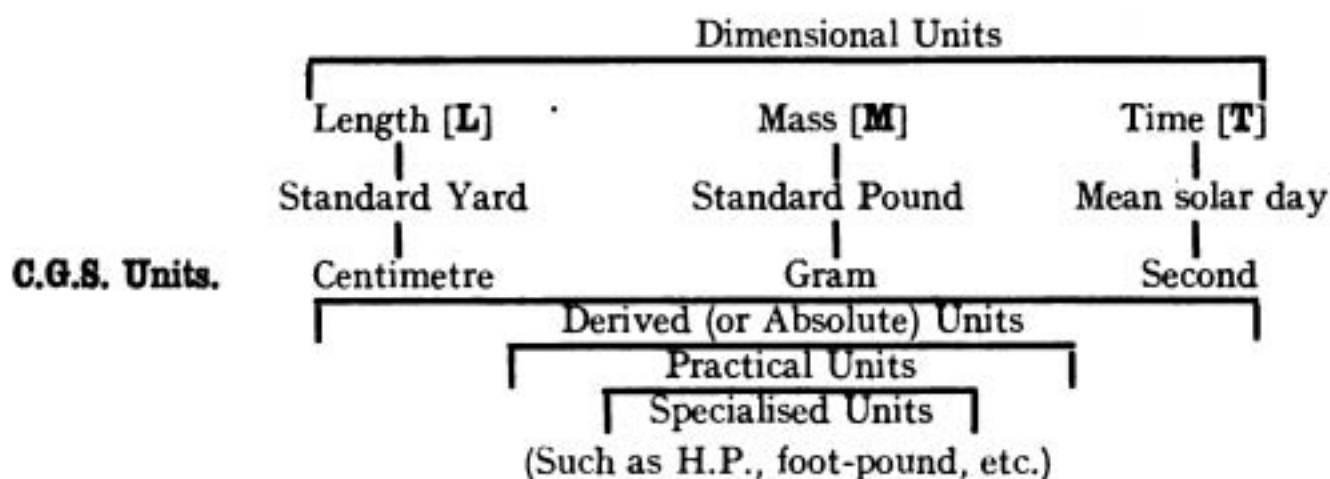 Dimensional Units
Length [L] Mass [M] Time [T]
Standard Yard Standard Pound Mean solar day
C.G.S. Units. Centimetre Gram Second
Derived (or Absolute) Units
Practical Units
Specialised Units
(Such as H.P., foot-pound, etc.)